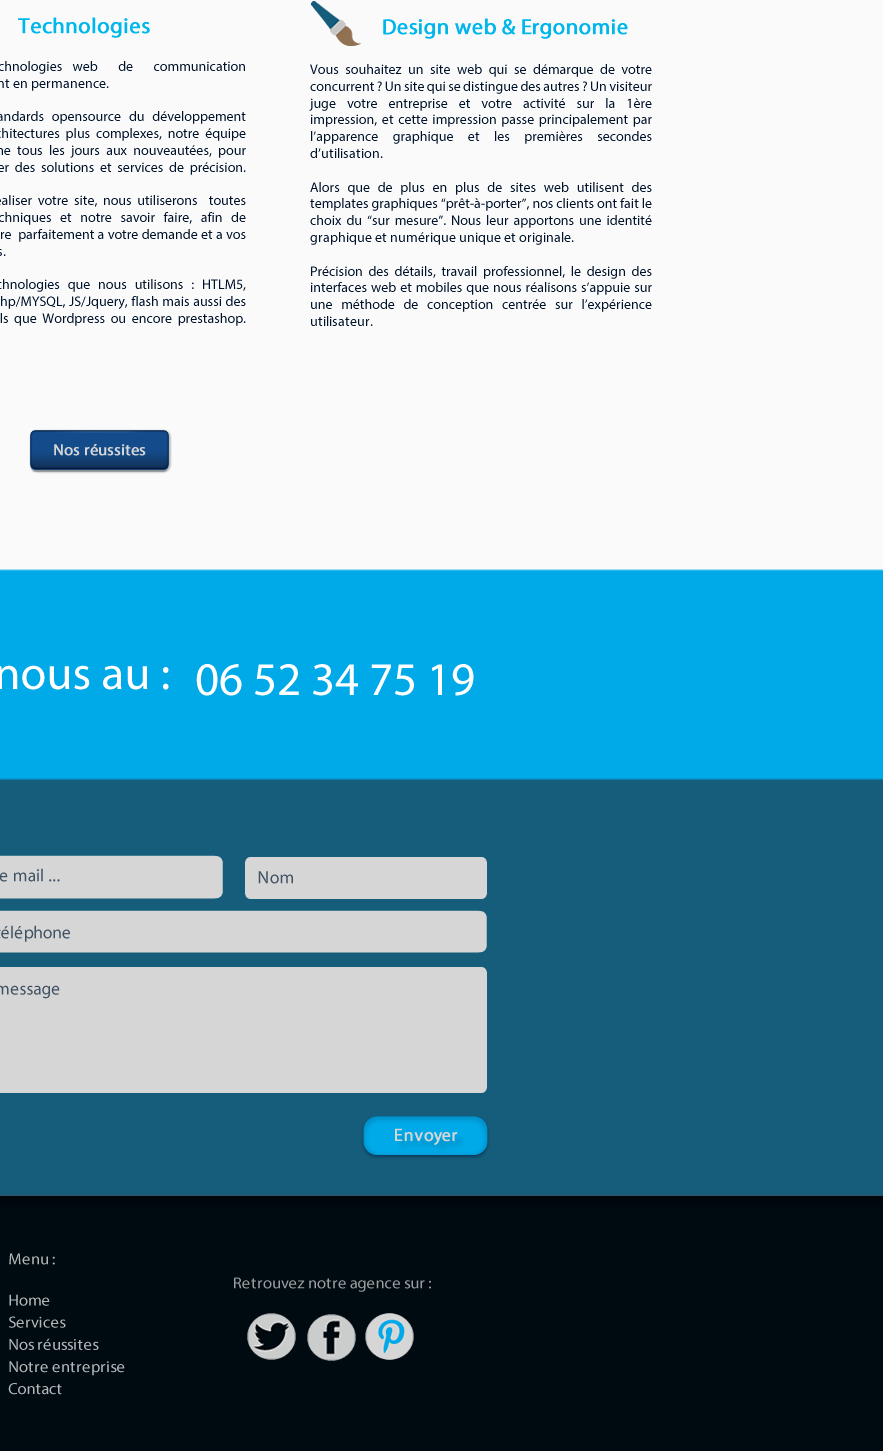 Technologies
chnologies web de communication
nt en permanence.
andards opensource du développement
chitectures plus complexes, notre équipe
me tous les jours aux nouveautées, pour
er des solutions et services de précision.
éaliser votre site, nous utiliserons toutes
chniques et notre savoir faire, afin de
re parfaitement a votre demande et a vos
s.
chnologies que nous utilisons : HTLM5,
hp/MYSQL, JS/Jquery, flash mais aussi des
ls que Wordpress ou encore prestashop.
Nos réussites
Design web & Ergonomie
Vous souhaitez un site web qui se démarque de votre
concurrent ? Un site qui se distingue des autres ? Un visiteur
juge votre entreprise et votre activité sur la 1ère
impression, et cette impression passe principalement par
l’apparence graphique et les premières secondes
d’utilisation.
Alors que de plus en plus de sites web utilisent des
templates graphiques “prêt-à-porter”, nos clients ont fait le
choix du “sur mesure”. Nous leur apportons une identité
graphique et numérique unique et originale.
Précision des détails, travail professionnel, le design des
interfaces web et mobiles que nous réalisons s’appuie sur
une méthode de conception centrée sur l’expérience
utilisateur.
nous au : 06 52 34 75 19
e mail ...
Nom
téléphone
message
Envoyer
Menu :
Home
Services
Nos réussites
Notre entreprise
Contact
Retrouvez notre agence sur :